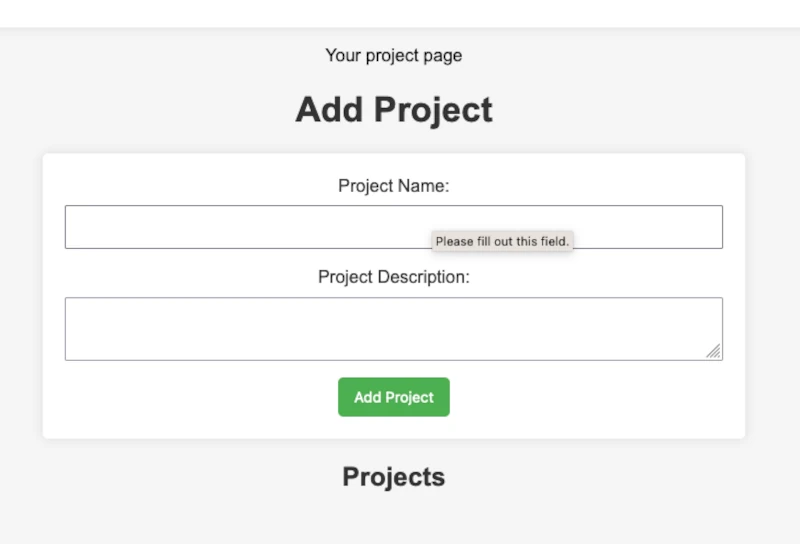 Your project page
Add Project
Project Name:
Please fill out this field.
Project Description:
Add Project
Projects